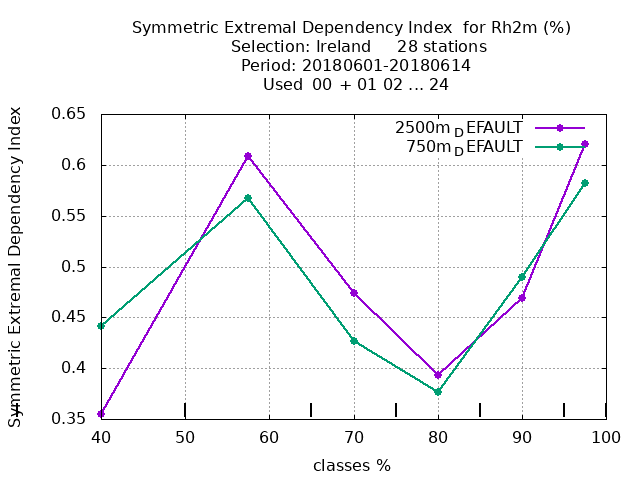 Symmetric Extremal Dependency Index  for Rh2m (%)
Selection: Ireland     28 stations
Period: 20180601-20180614
Used  00  + 01 02 ... 24
Symmetric Extremal Dependency Index
0.65
0.6
0.55
0.5
0.45
0.4
0.35
2500m_DEFAULT
750m_DEFAULT
40 50 60 70 80 90 100
classes %